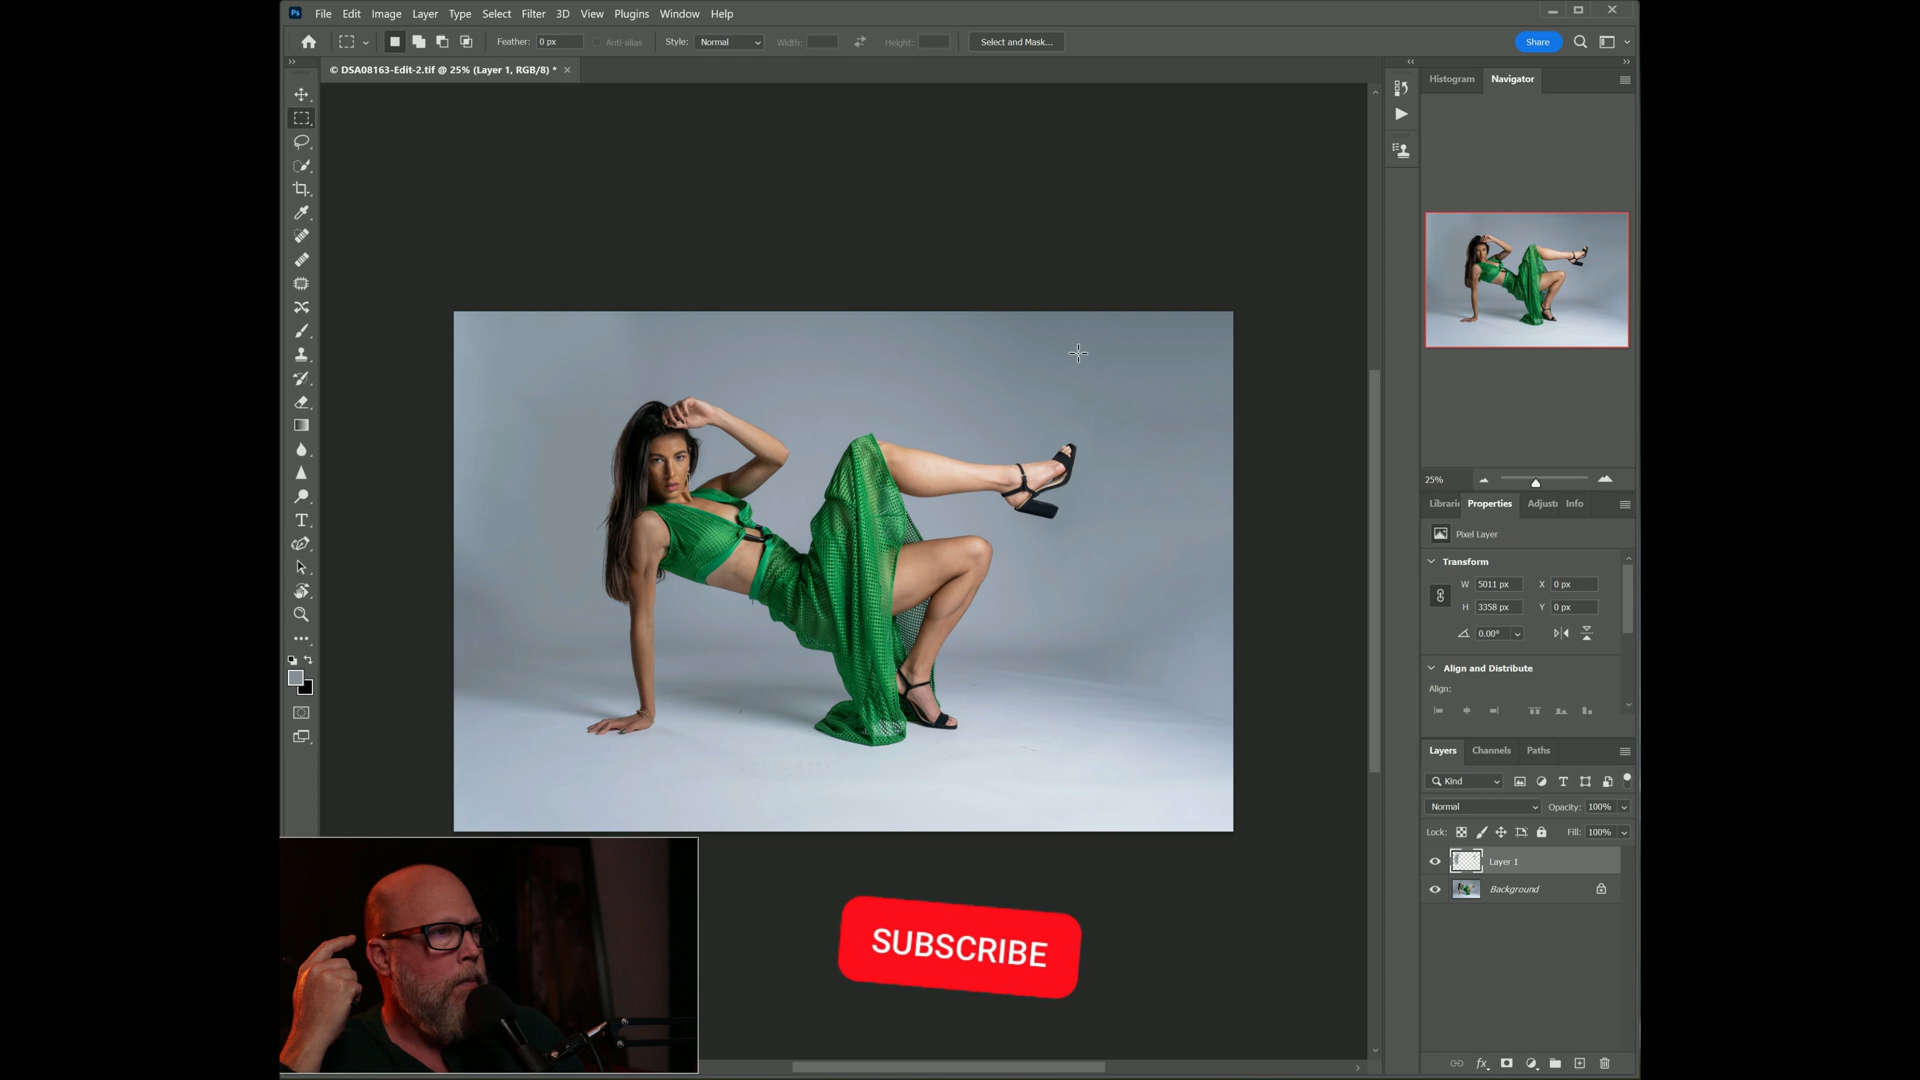 Ps File Edit Image Layer Type Select Filter 3D View Plugins Window Help
Feather: 0 px Anti-alias Style: Normal Width: Height: Select and Mask... Share
© DSA08163-Edit-2.tif @ 25% (Layer 1, RGB/8) *
Histogram Navigator
25%
Librari Properties Adjust Info
Pixel Layer
Transform
W 5011 px X 0 px
H 3358 px Y 0 px
0.00°
Align and Distribute
Align:
Layers Channels Paths
Kind
Normal Opacity: 100%
Lock: Fill: 100%
Layer 1
Background
SUBSCRIBE